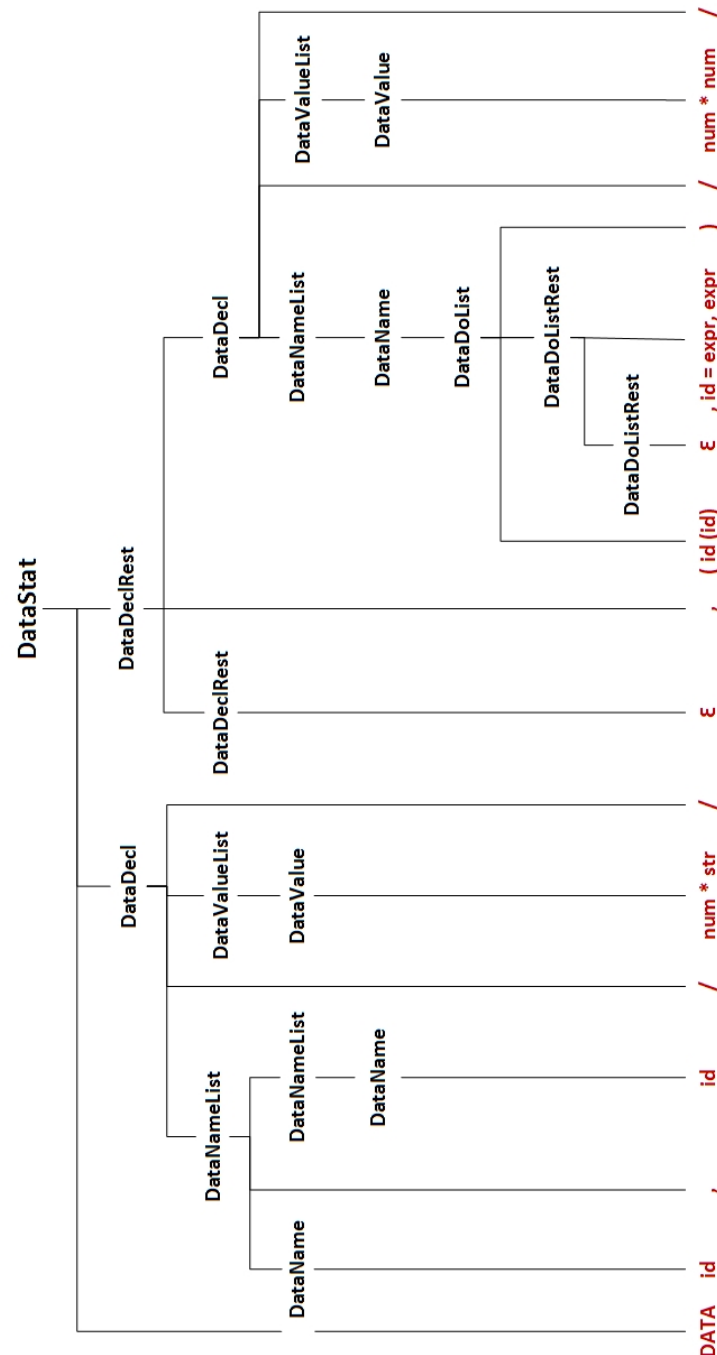 DataStat
DataDecl DataDeclRest
DataNameList DataValueList DataDeclRest DataDecl
DataName DataNameList DataValue DataNameList DataValueList
DataName DataName DataValue
DataDoList
DataDoListRest
DataDoListRest
DATA id , id / num * str / ε , ( id (id) ε , id = expr, expr ) / num * num /